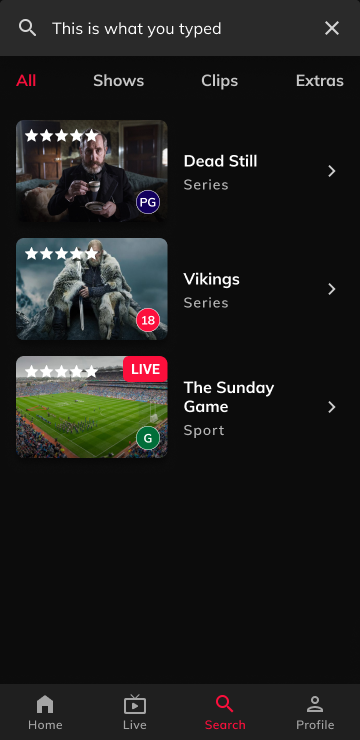 This is what you typed
All Shows Clips Extras
PG
Dead Still
Series
18
Vikings
Series
LIVE
G
The Sunday
Game
Sport
Home Live Search Profile